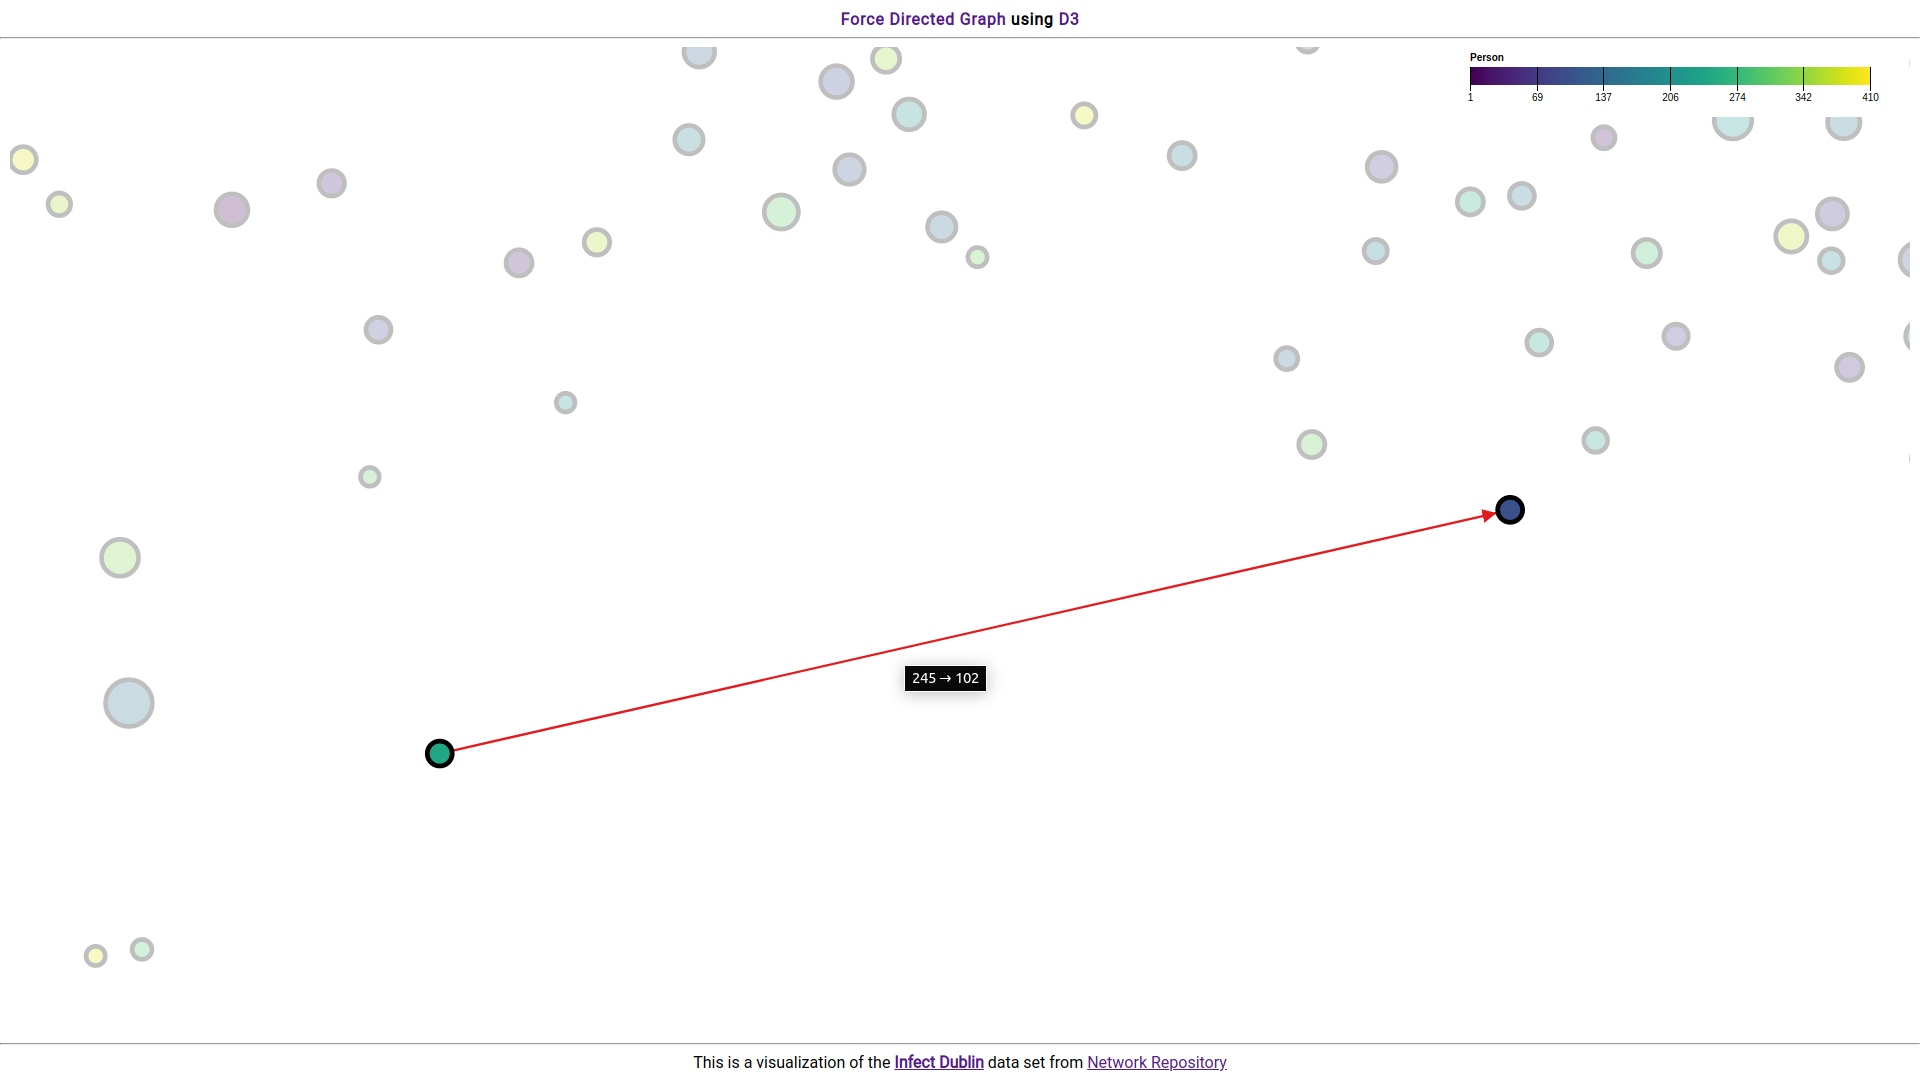 Force Directed Graph using D3
Person
1 69 137 206 274 342 410
245 → 102
This is a visualization of the Infect Dublin data set from Network Repository